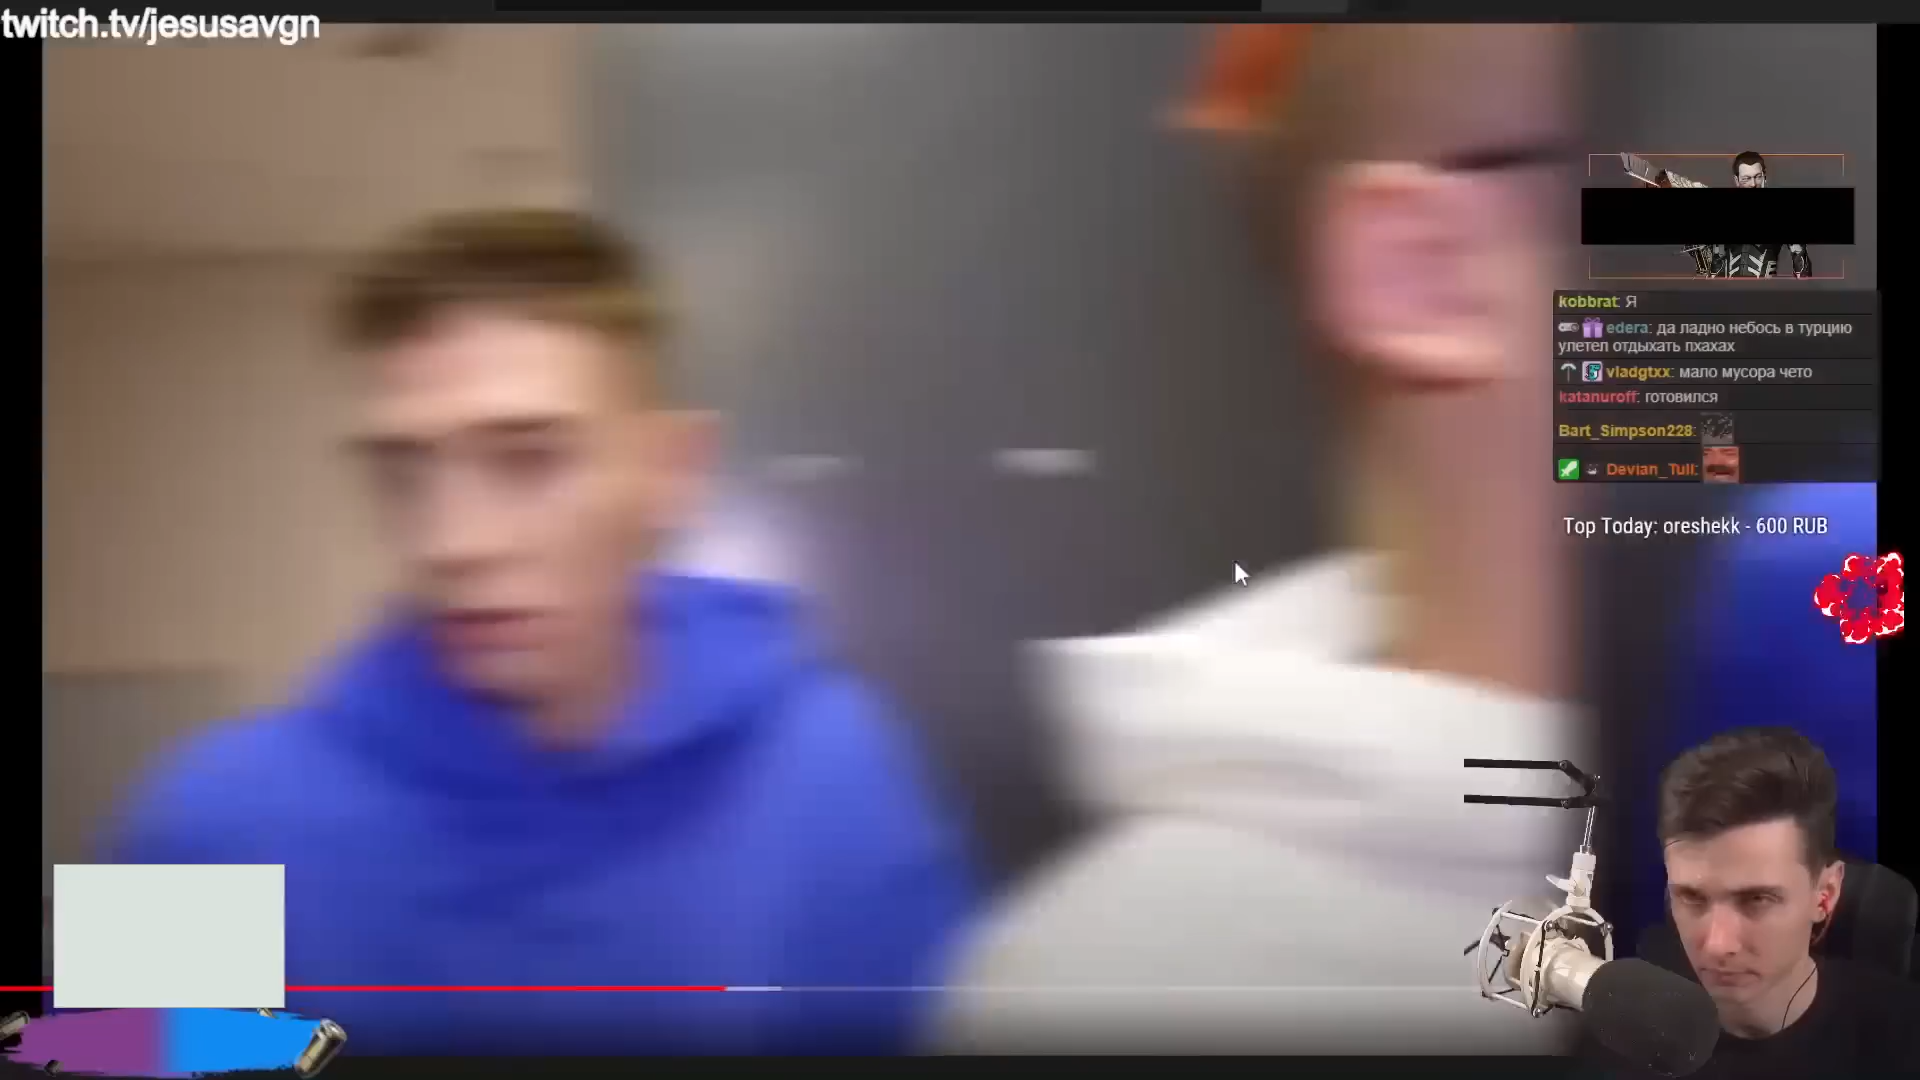 twitch.tv/jesusavgn
kobbrat: Я
edera: да ладно небось в турцию
улетел отдыхать пхахах
vladgtxx: мало мусора чето
katanuroff: готовился
Bart_Simpson228:
Devian_Tull:
Top Today: oreshekk - 600 RUB